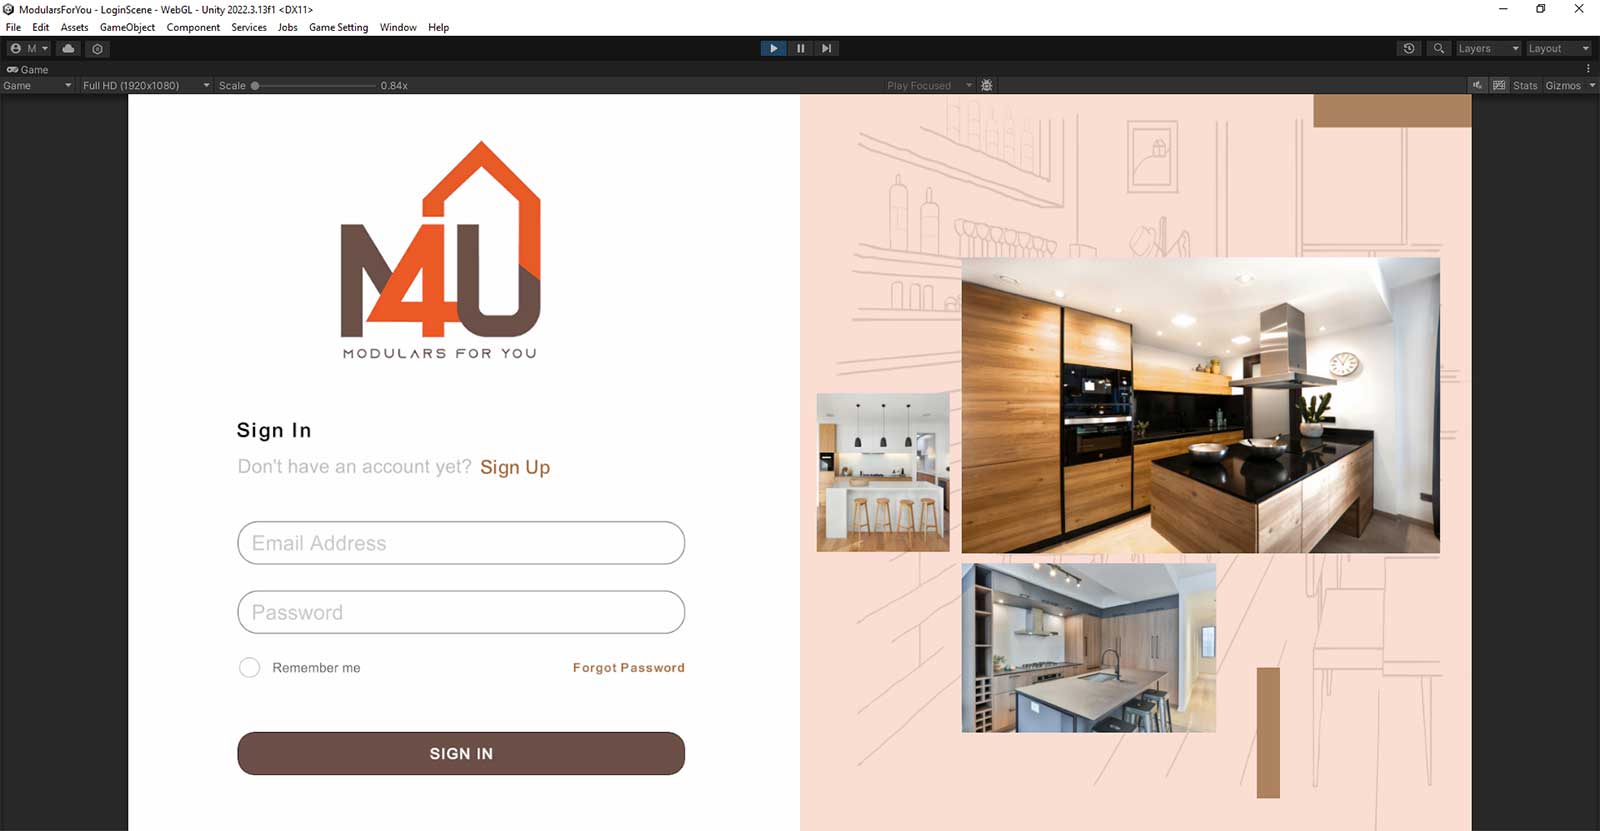 ModularsForYou - LoginScene - WebGL - Unity 2022.3.13f1 <DX11>
File Edit Assets GameObject Component Services Jobs Game Setting Window Help
M Layers Layout
Game
Game Full HD (1920x1080) Scale 0.84x Play Focused Stats Gizmos
M4U
MODULARS FOR YOU
Sign In
Don't have an account yet? Sign Up
Email Address
Password
Remember me Forgot Password
SIGN IN